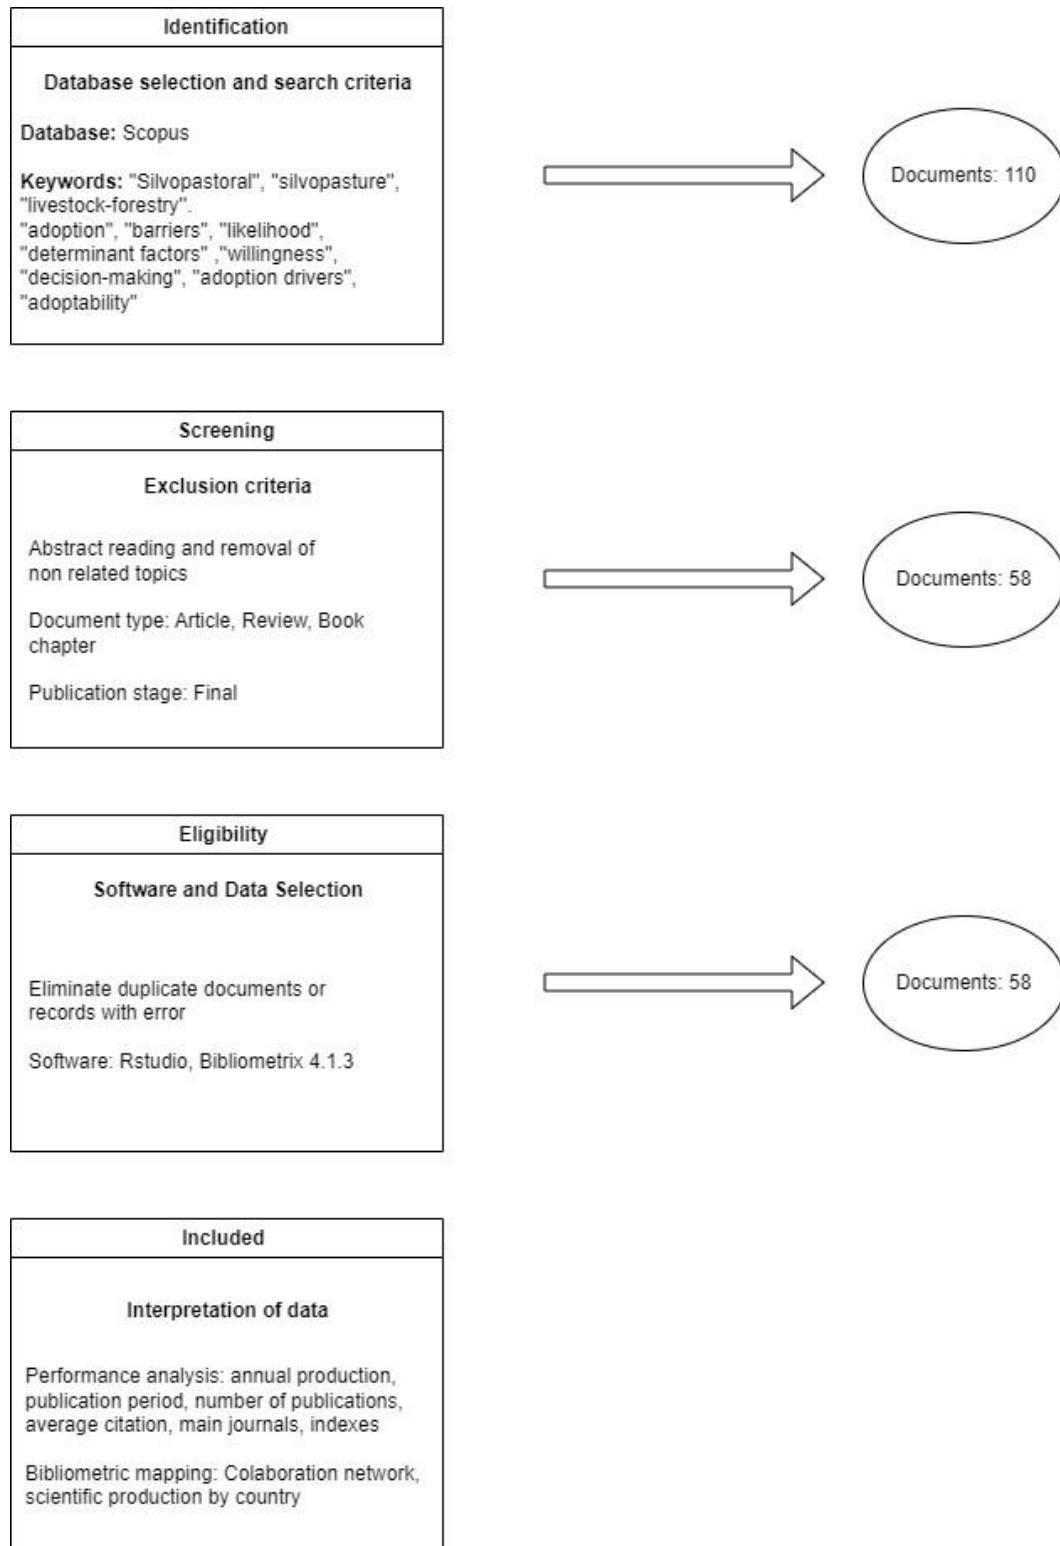 Identification
Database selection and search criteria
Database: Scopus
Keywords: "Silvopastoral", "silvopasture",
"livestock-forestry".
"adoption", "barriers", "likelihood",
"determinant factors" ,"willingness",
"decision-making", "adoption drivers",
"adoptability"
Documents: 110
Screening
Exclusion criteria
Abstract reading and removal of
non related topics
Document type: Article, Review, Book
chapter
Publication stage: Final
Documents: 58
Eligibility
Software and Data Selection
Eliminate duplicate documents or
records with error
Software: Rstudio, Bibliometrix 4.1.3
Documents: 58
Included
Interpretation of data
Performance analysis: annual production,
publication period, number of publications,
average citation, main journals, indexes
Bibliometric mapping: Colaboration network,
scientific production by country